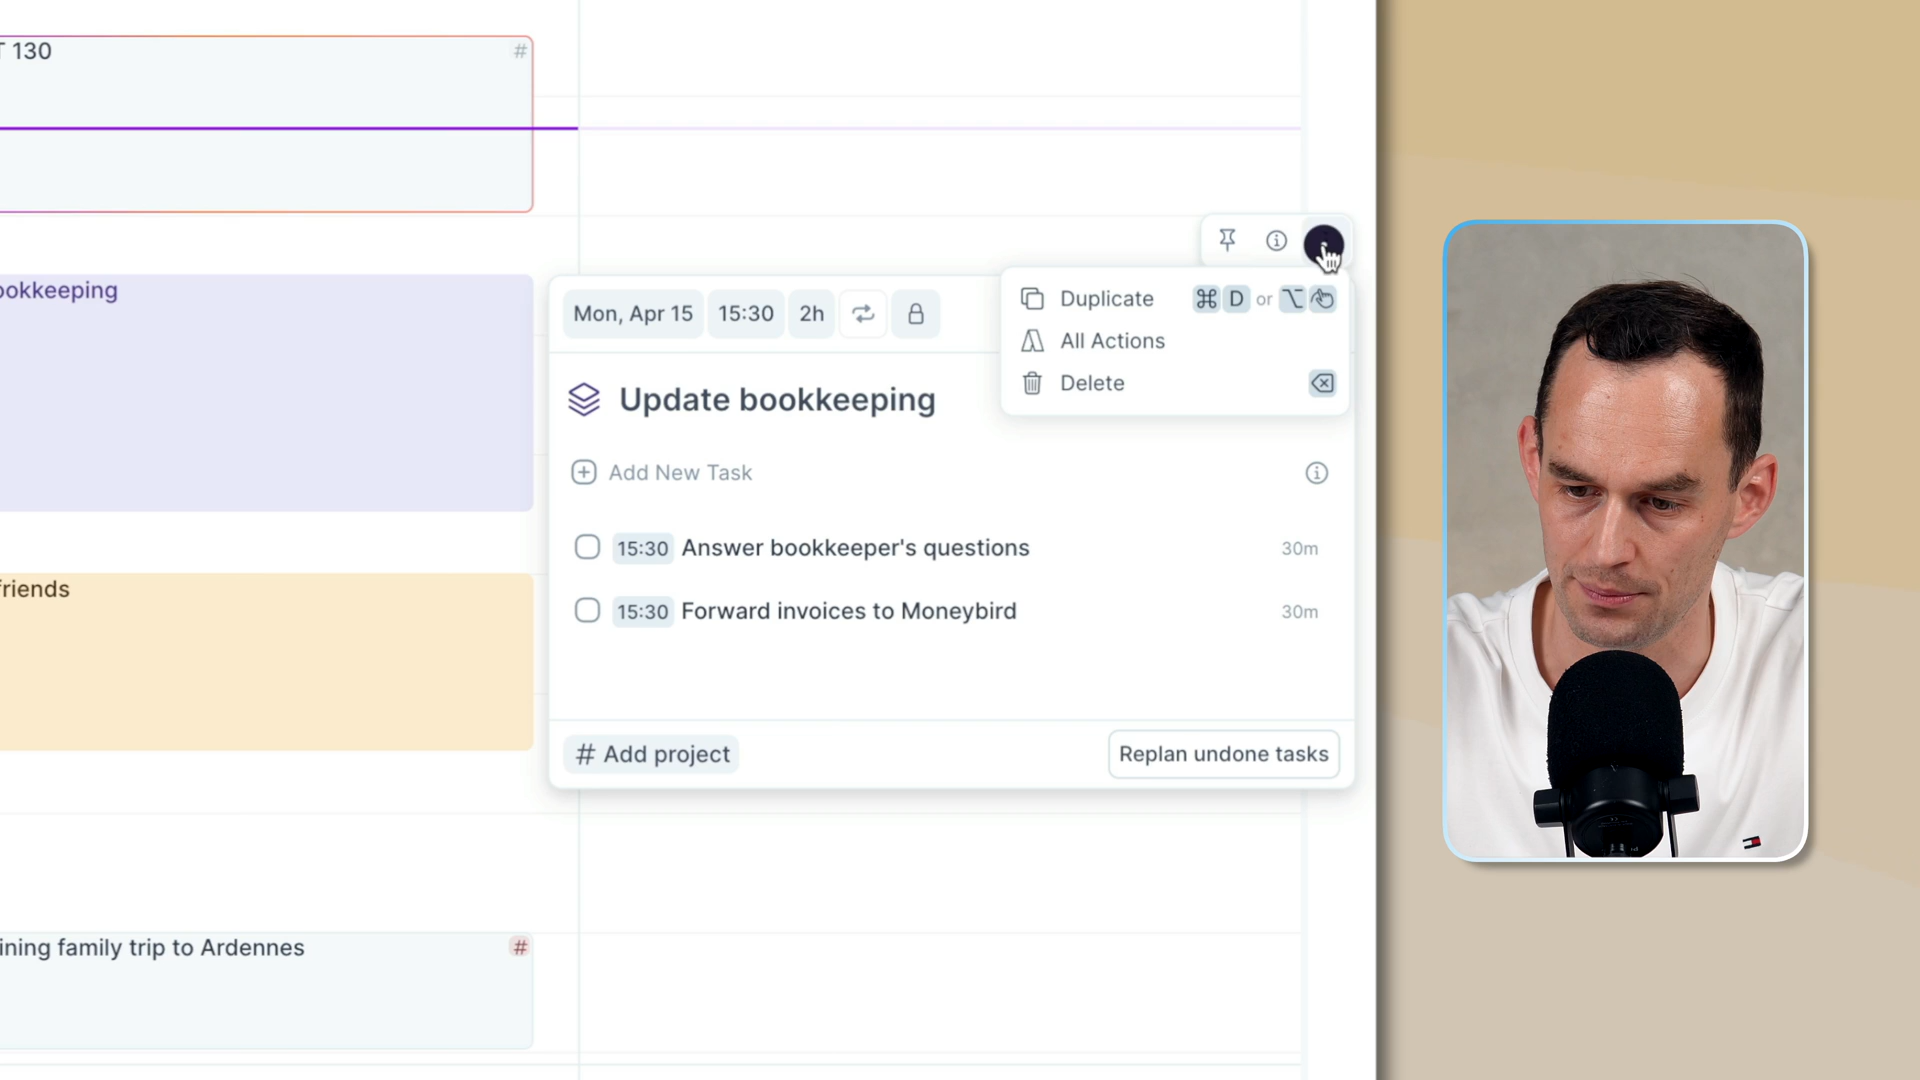 T 130
#
ookkeeping
friends
ining family trip to Ardennes
#
Mon, Apr 15
15:30
2h
Update bookkeeping
Add New Task
15:30 Answer bookkeeper's questions 30m
15:30 Forward invoices to Moneybird 30m
# Add project
Replan undone tasks
Duplicate ⌘ D or ⌥
All Actions
Delete